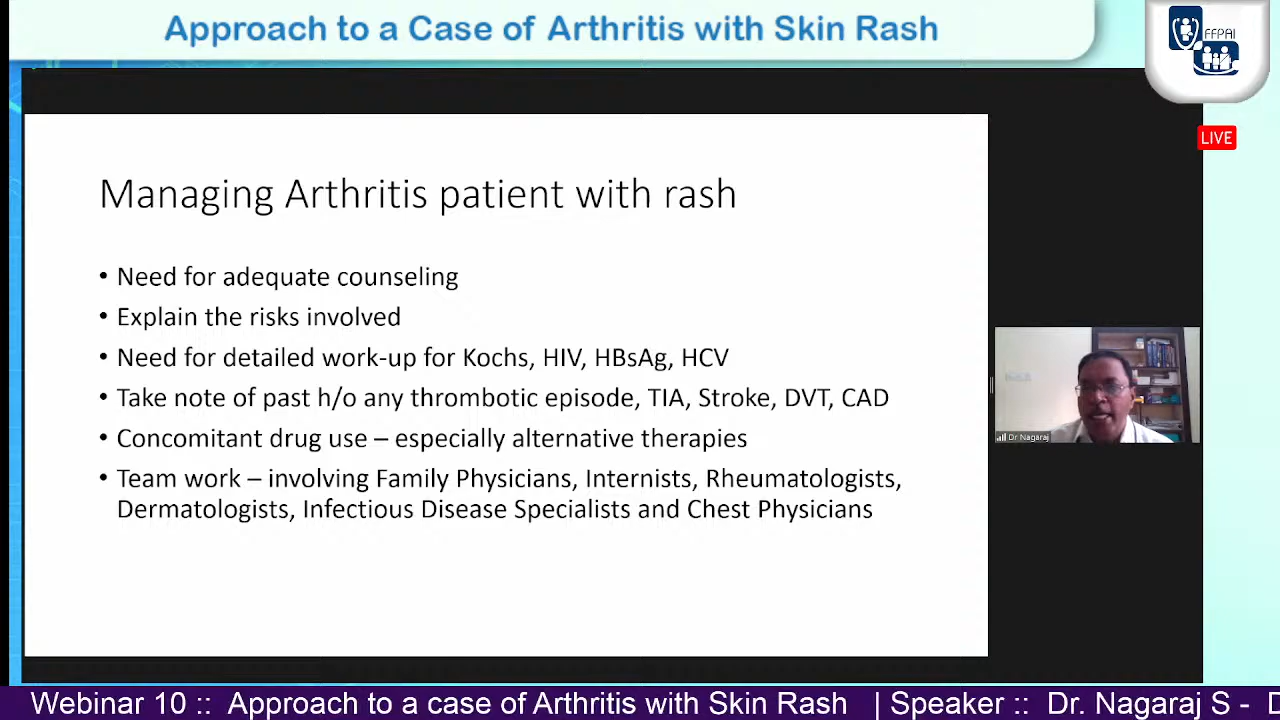 Approach to a Case of Arthritis with Skin Rash
FFPAI
LIVE
Managing Arthritis patient with rash
• Need for adequate counseling
• Explain the risks involved
• Need for detailed work-up for Kochs, HIV, HBsAg, HCV
• Take note of past h/o any thrombotic episode, TIA, Stroke, DVT, CAD
• Concomitant drug use – especially alternative therapies
• Team work – involving Family Physicians, Internists, Rheumatologists,
Dermatologists, Infectious Disease Specialists and Chest Physicians
Dr Nagaraj
Webinar 10 :: Approach to a case of Arthritis with Skin Rash | Speaker :: Dr. Nagaraj S -